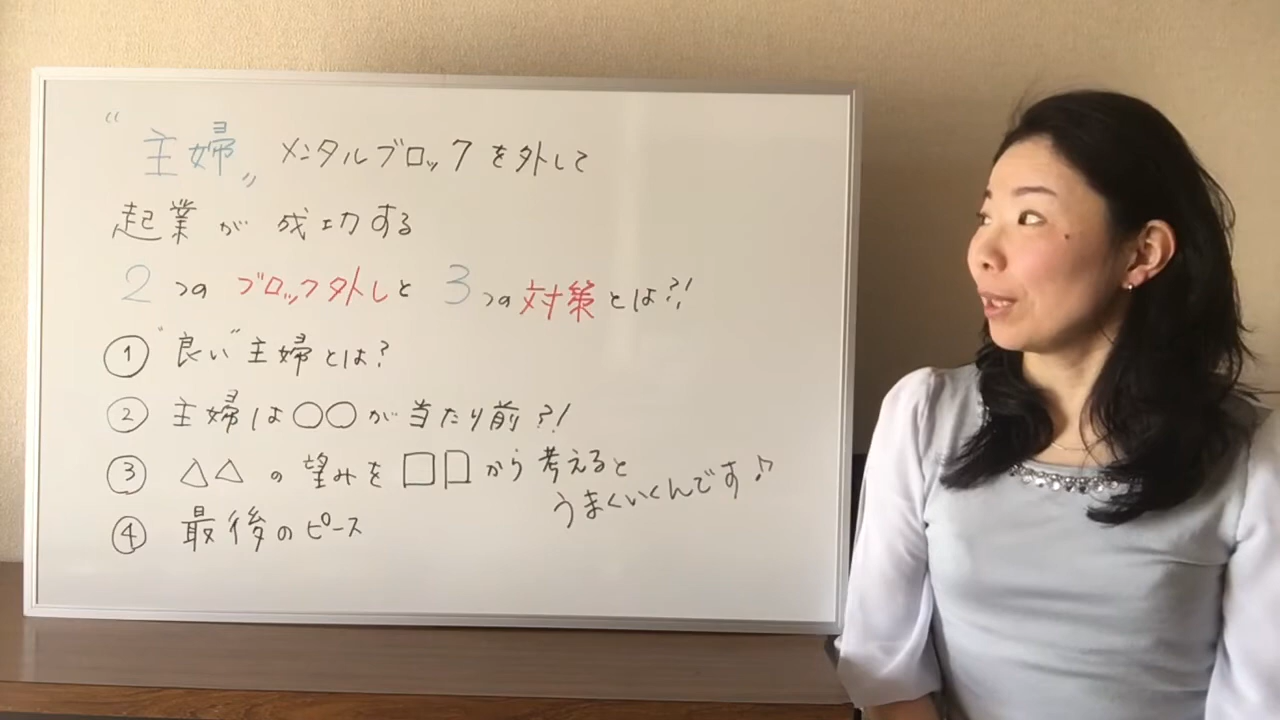 “主婦„ メンタルブロックを外して
起業が成功する
2つのブロック外しと3つの対策とは?!
① “良い”主婦とは?
② 主婦は○○が当たり前?!
③ △△の望みを□□から考えると
うまくいくんです♪
④ 最後のピース